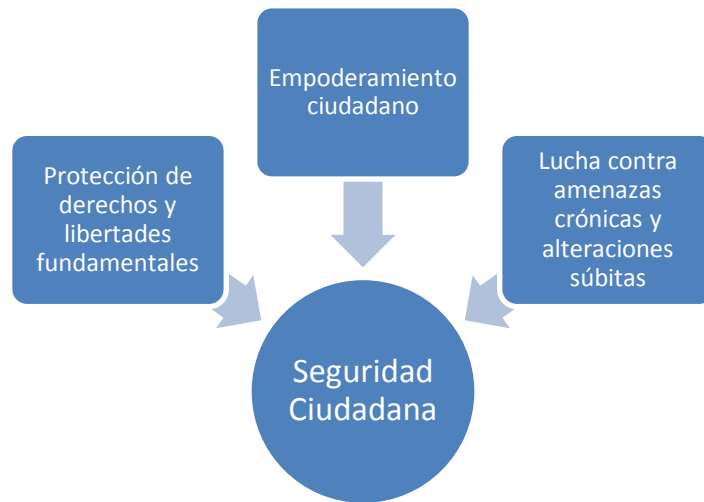 Empoderamiento
ciudadano
Protección de
derechos y
libertades
fundamentales
Lucha contra
amenazas
crónicas y
alteraciones
súbitas
Seguridad
Ciudadana